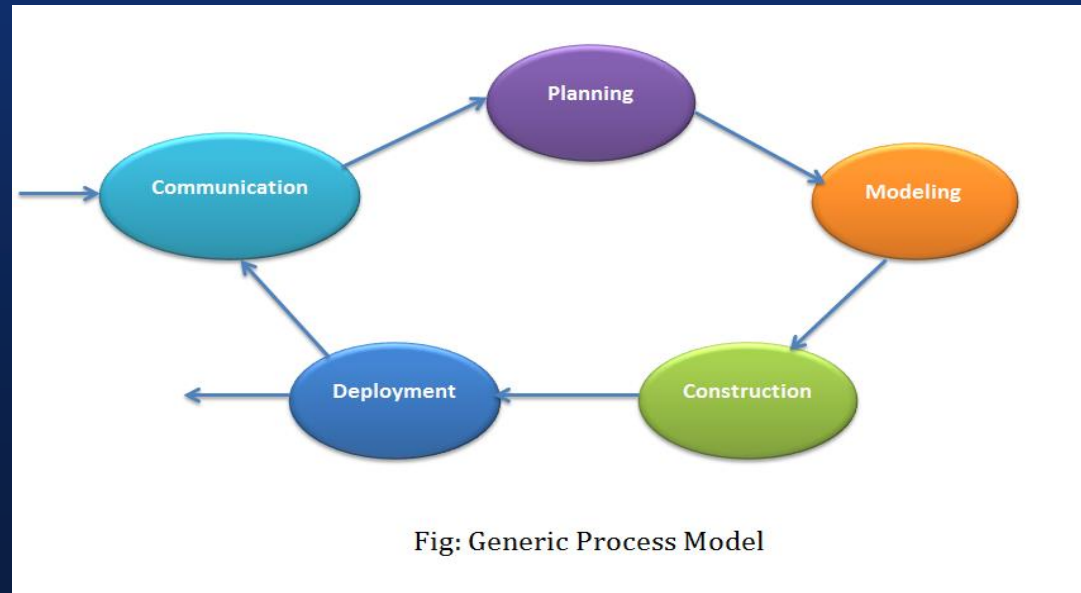 Planning
Communication
Modeling
Deployment
Construction
Fig: Generic Process Model